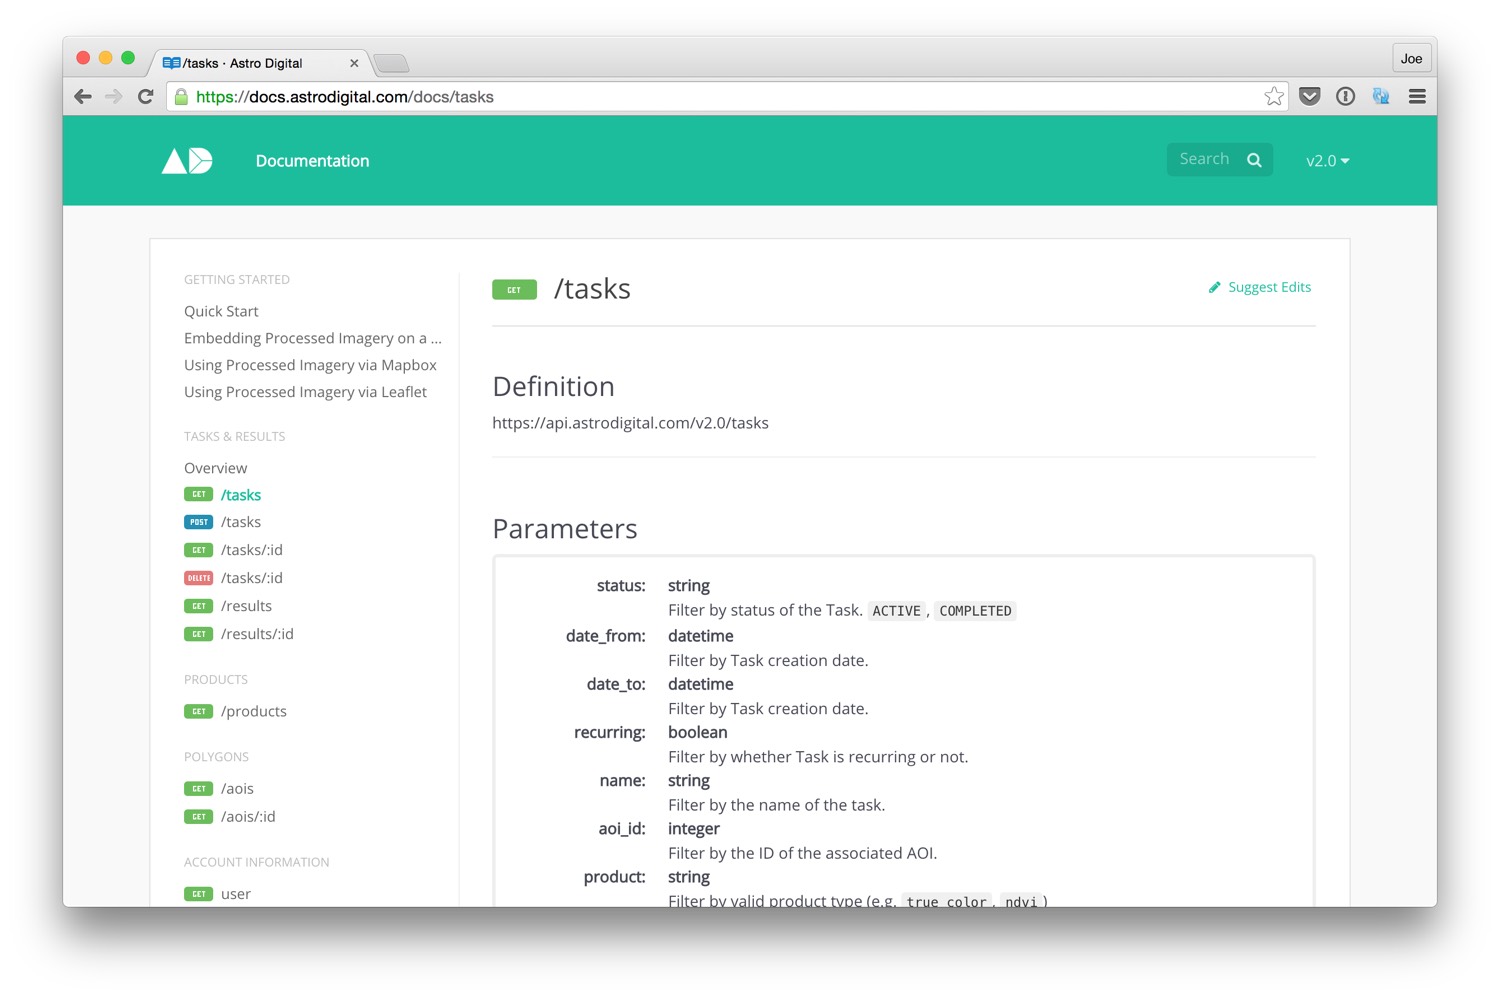 /tasks · Astro Digital
Joe
https://docs.astrodigital.com/docs/tasks
Documentation
Search
v2.0
GETTING STARTED
Quick Start
Embedding Processed Imagery on a ...
Using Processed Imagery via Mapbox
Using Processed Imagery via Leaflet
TASKS & RESULTS
Overview
GET /tasks
POST /tasks
GET /tasks/:id
DELETE /tasks/:id
GET /results
GET /results/:id
PRODUCTS
GET /products
POLYGONS
GET /aois
GET /aois/:id
ACCOUNT INFORMATION
GET user
GET /tasks
Suggest Edits
Definition
https://api.astrodigital.com/v2.0/tasks
Parameters
status: string
Filter by status of the Task. ACTIVE, COMPLETED
date_from: datetime
Filter by Task creation date.
date_to: datetime
Filter by Task creation date.
recurring: boolean
Filter by whether Task is recurring or not.
name: string
Filter by the name of the task.
aoi_id: integer
Filter by the ID of the associated AOI.
product: string
Filter by valid product type (e.g. true_color, ndvi)